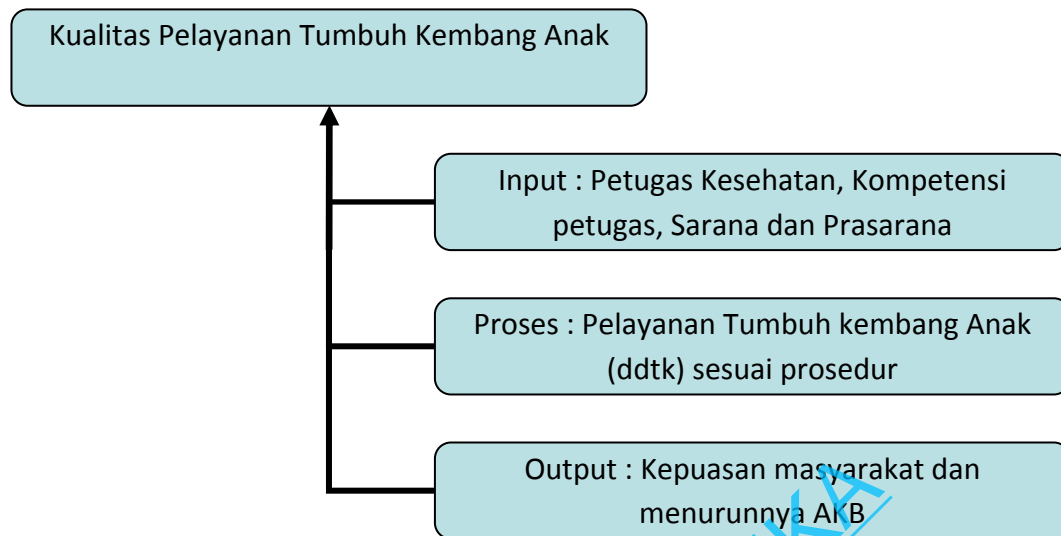 Kualitas Pelayanan Tumbuh Kembang Anak
Input : Petugas Kesehatan, Kompetensi
petugas, Sarana dan Prasarana
Proses : Pelayanan Tumbuh kembang Anak
(ddtk) sesuai prosedur
Output : Kepuasan masyarakat dan
menurunnya AKB
KA